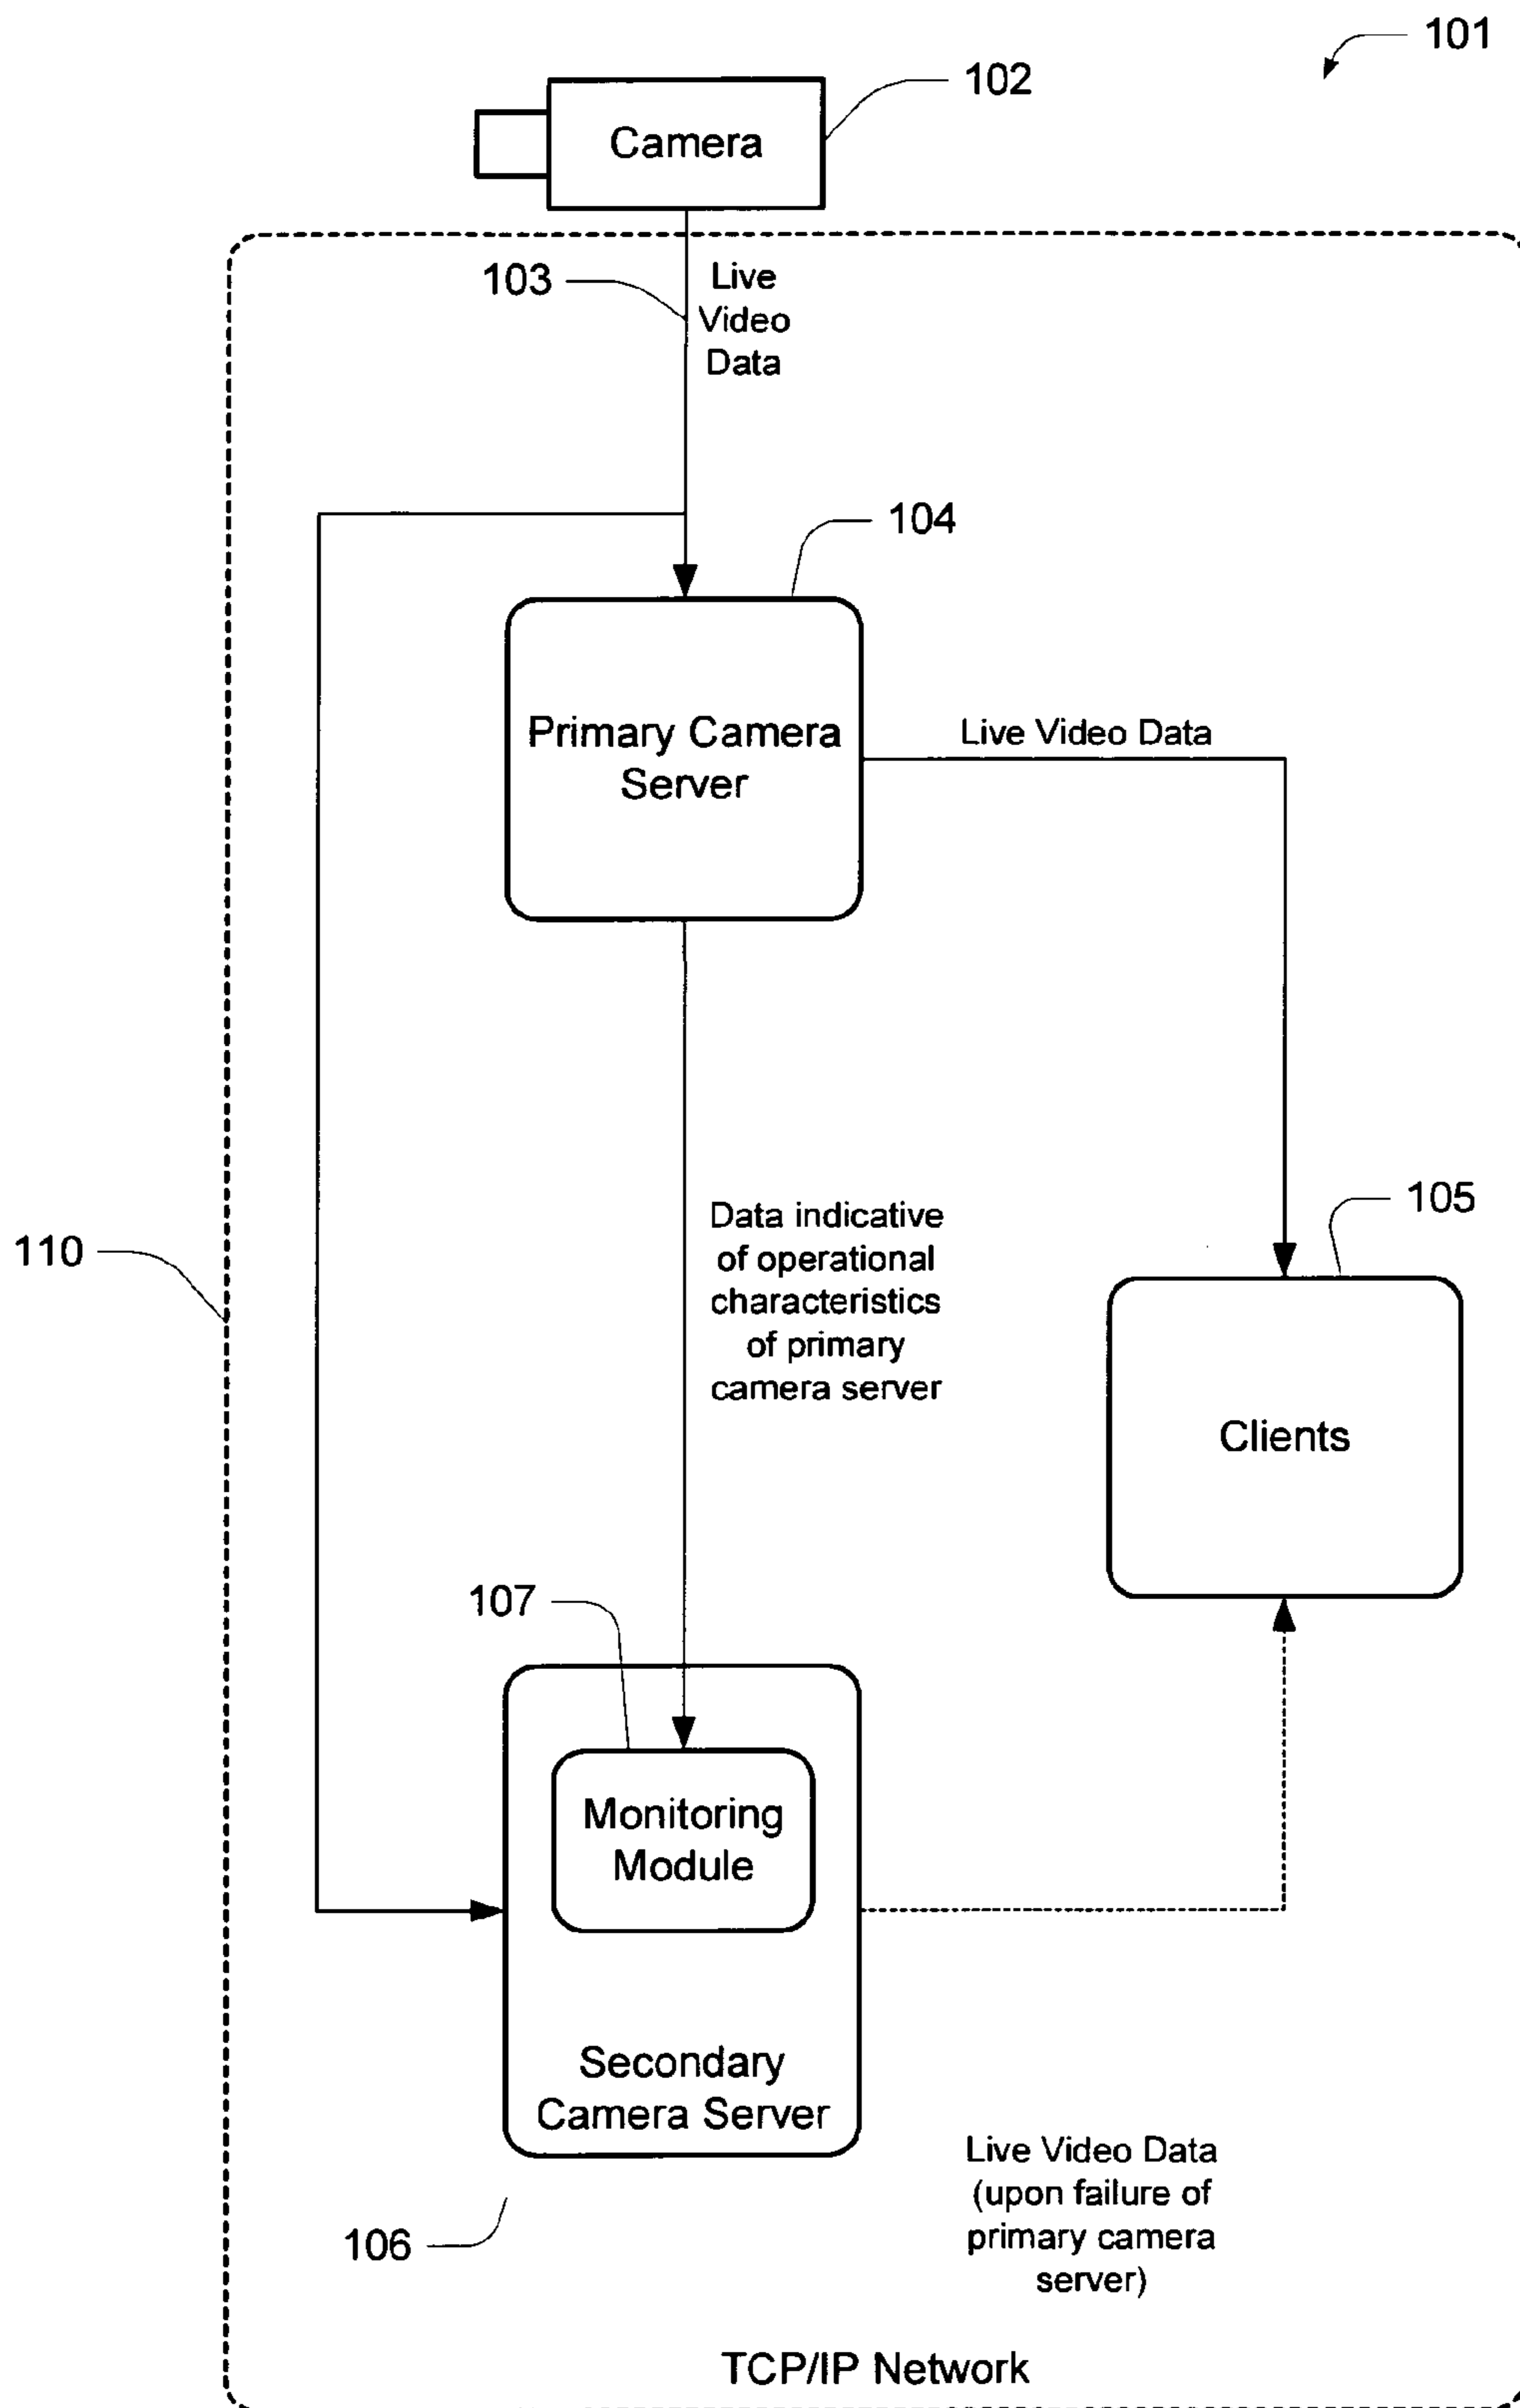 101
102
Camera
103
Live
Video
Data
104
Primary Camera
Server
Live Video Data
Data indicative
of operational
characteristics
of primary
camera server
105
110
Clients
107
Monitoring
Module
Secondary
Camera Server
106
Live Video Data
(upon failure of
primary camera
server)
TCP/IP Network